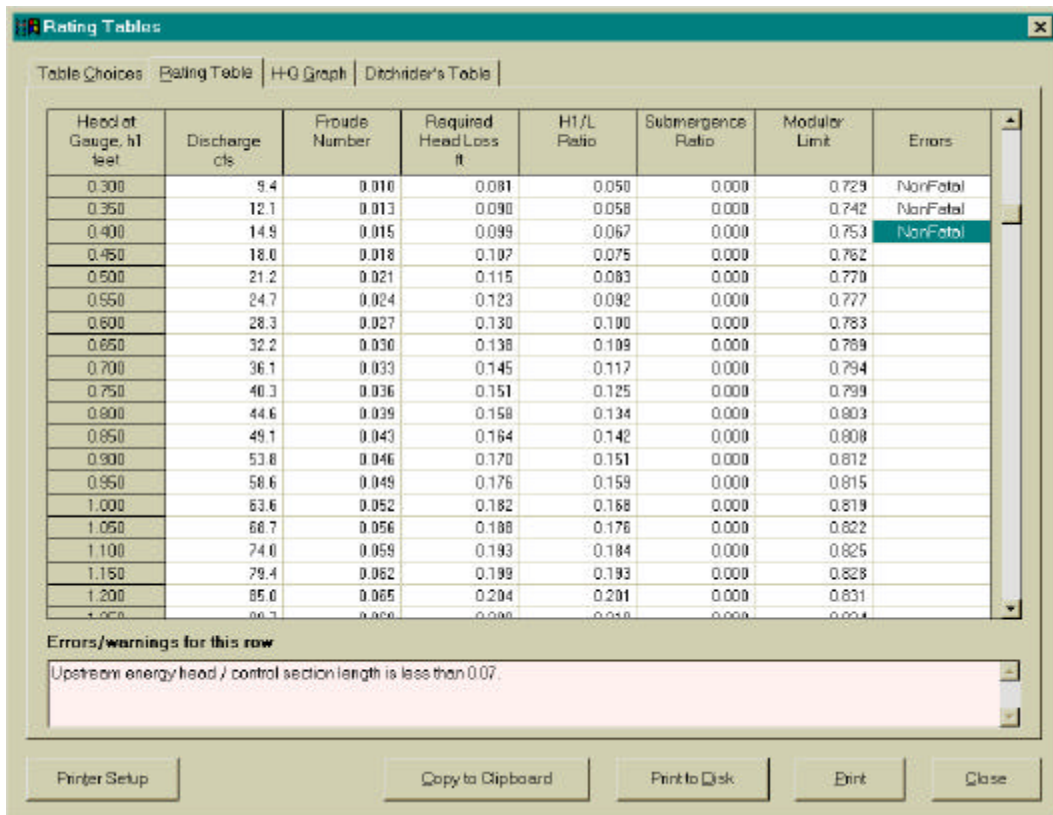 Rating Tables
Table Choices Rating Table H-Q Graph Ditchrider's Table
Head at Gauge, h1 feet Discharge cfs Froude Number Required Head Loss ft H1/L Ratio Submergence Ratio Modular Limit Errors
0.300 9.4 0.010 0.081 0.050 0.000 0.729 NonFatal
0.350 12.1 0.013 0.090 0.058 0.000 0.742 NonFatal
0.400 14.9 0.015 0.099 0.067 0.000 0.753 NonFatal
0.450 18.0 0.018 0.107 0.075 0.000 0.762
0.500 21.2 0.021 0.115 0.083 0.000 0.770
0.550 24.7 0.024 0.123 0.092 0.000 0.777
0.600 28.3 0.027 0.130 0.100 0.000 0.783
0.650 32.2 0.030 0.138 0.109 0.000 0.789
0.700 36.1 0.033 0.145 0.117 0.000 0.794
0.750 40.3 0.036 0.151 0.125 0.000 0.799
0.800 44.6 0.039 0.158 0.134 0.000 0.803
0.850 49.1 0.043 0.164 0.142 0.000 0.808
0.900 53.8 0.046 0.170 0.151 0.000 0.812
0.950 58.6 0.049 0.176 0.159 0.000 0.815
1.000 63.6 0.052 0.182 0.168 0.000 0.819
1.050 68.7 0.056 0.188 0.176 0.000 0.822
1.100 74.0 0.059 0.193 0.184 0.000 0.825
1.150 79.4 0.062 0.199 0.193 0.000 0.828
1.200 85.0 0.065 0.204 0.201 0.000 0.831
Errors/warnings for this row
Upstream energy head / control section length is less than 0.07.
Printer Setup Copy to Clipboard Print to Disk Print Close